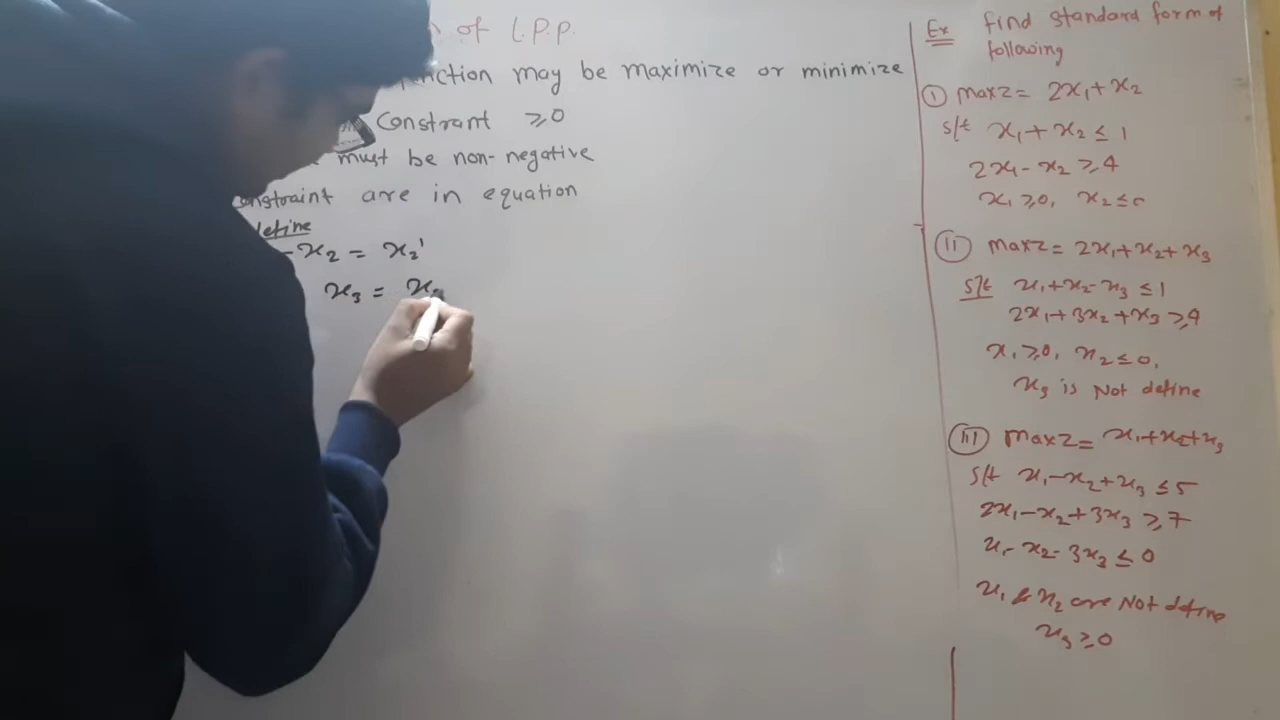 of L.P.P.
may be maximize or minimize
Constrant ≥0
must be non-negative
are in equation
define
-x₂ = x₂'
x₃ = x
Ex find standard form of
following
(I) max z = 2x₁+x₂
s/t x₁+x₂ ≤ 1
2x₁-x₂ ≥ 4
x₁ ≥0, x₂ ≤0
(II) max z = 2x₁+x₂+x₃
s/t x₁+x₂-x₃ ≤ 1
2x₁+3x₂+x₃ ≥ 4
x₁ ≥0, x₂ ≤0,
x₃ is Not define
(III) max z = x₁+x₂+x₃
s/t x₁-x₂+x₃ ≤ 5
2x₁-x₂+3x₃ ≥ 7
x₁-x₂-3x₃ ≤ 0
x₁ & x₂ are Not define
x₃ ≥ 0